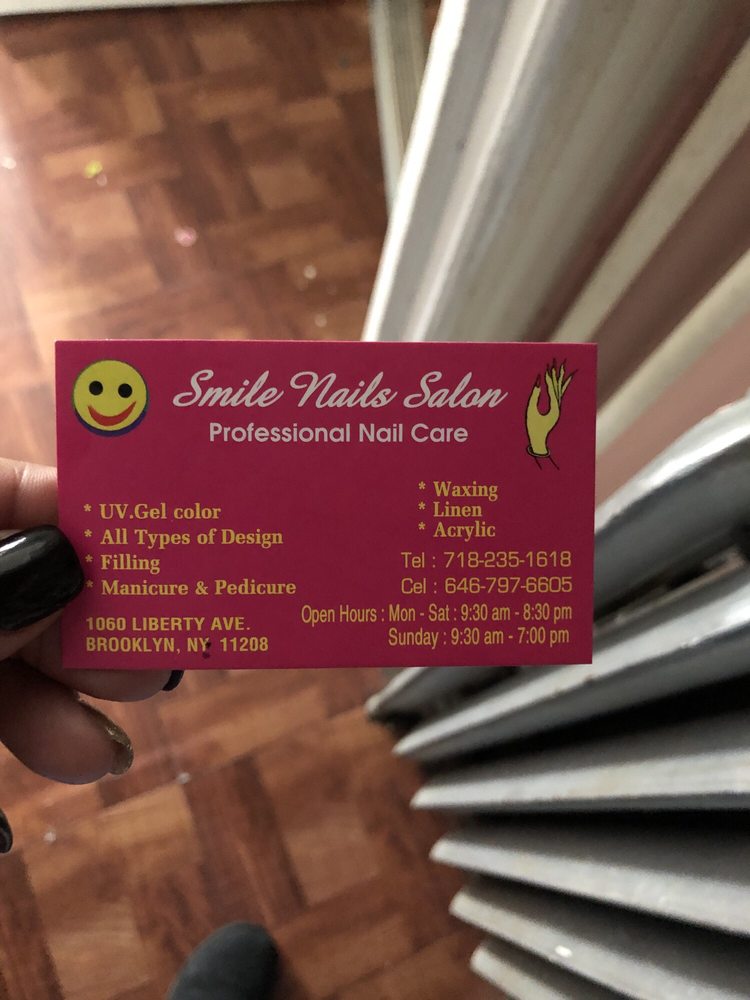 Smile Nails Salon
Professional Nail Care
* UV.Gel color
* All Types of Design
* Filling
* Manicure & Pedicure
* Waxing
* Linen
* Acrylic
Tel : 718-235-1618
Cel : 646-797-6605
1060 LIBERTY AVE.
BROOKLYN, NY 11208
Open Hours : Mon - Sat : 9:30 am - 8:30 pm
Sunday : 9:30 am - 7:00 pm